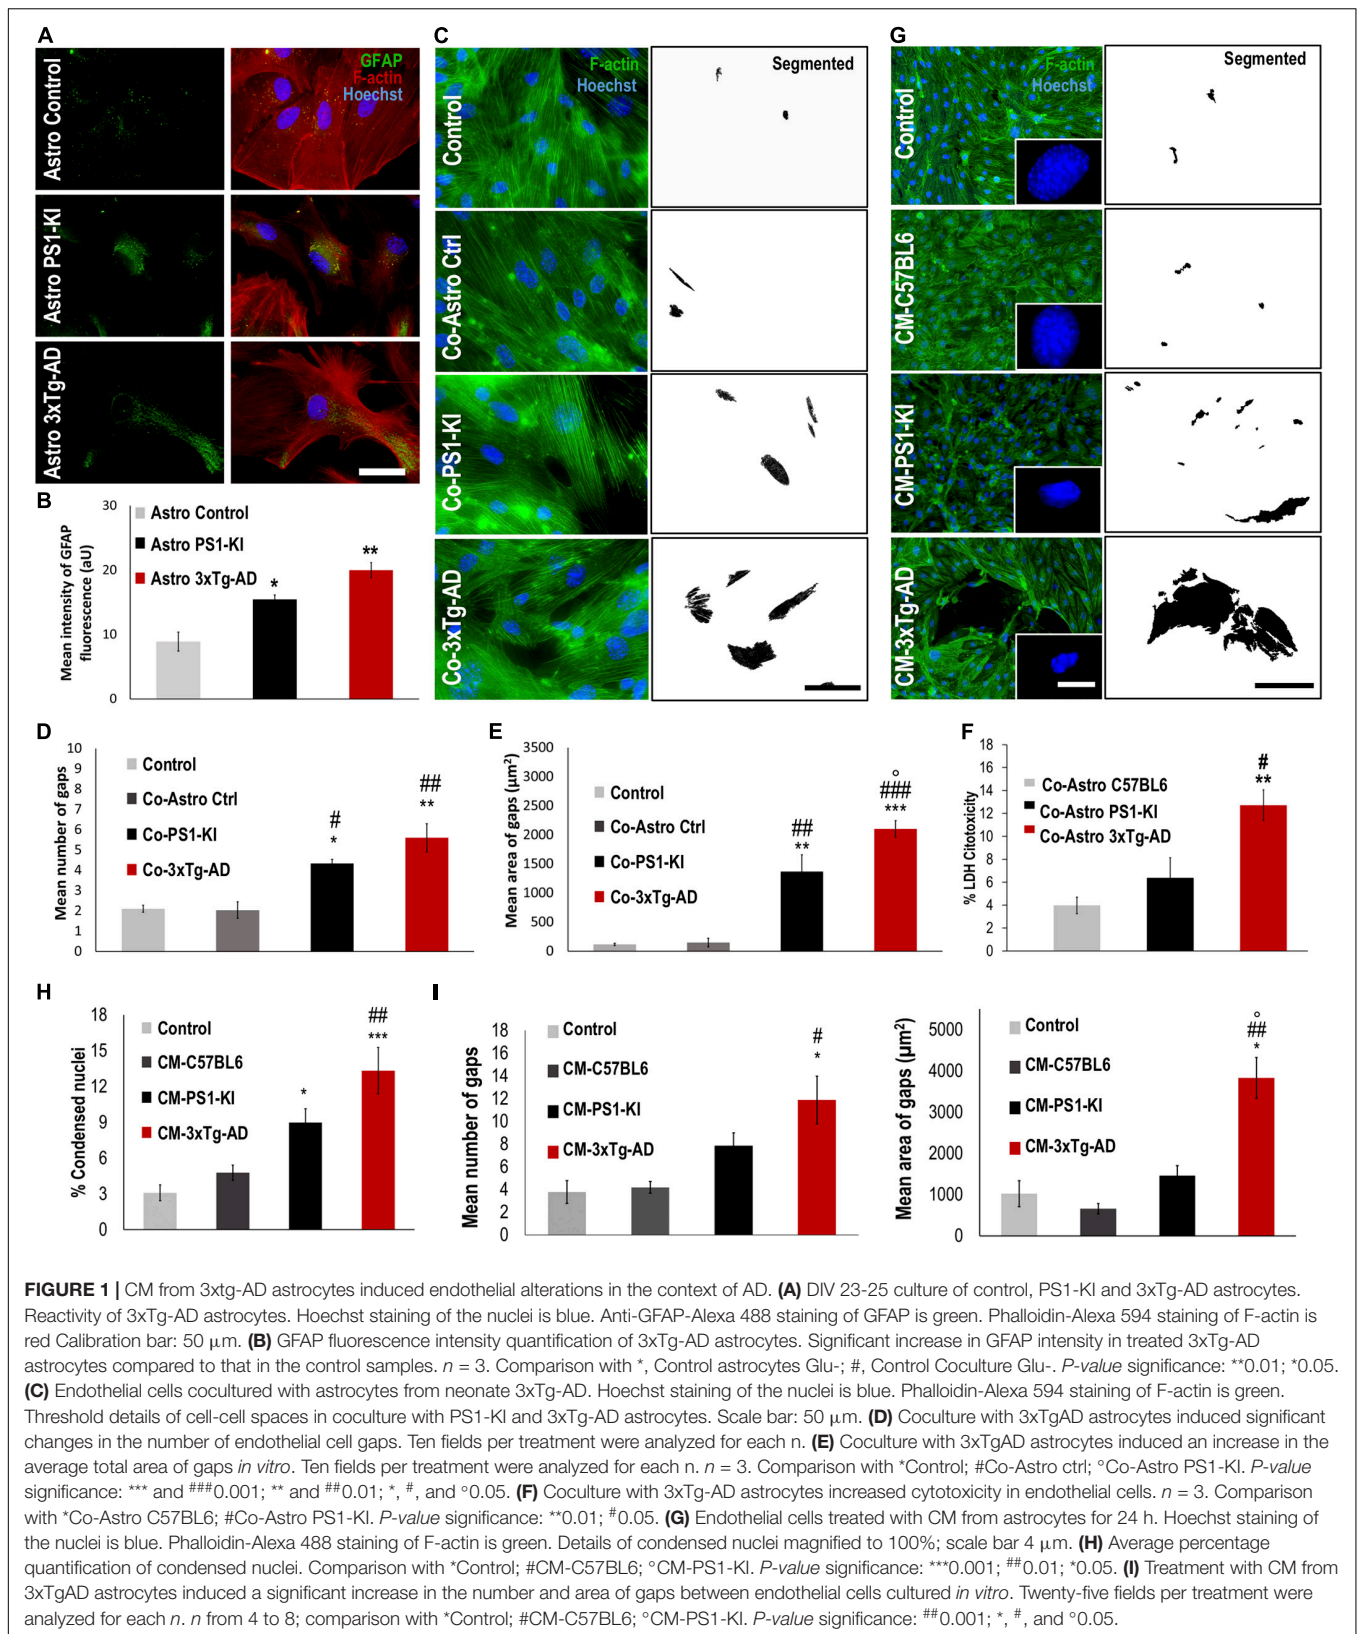 A
Astro Control
GFAP
F-actin
Hoechst
Astro PS1-KI
Astro 3xTg-AD
B
Mean intensity of GFAP
fluorescence (aU)
30
20
10
0
Astro Control
Astro PS1-KI
Astro 3xTg-AD
*
**
C
Control
F-actin
Hoechst
Segmented
Co-Astro Ctrl
Co-PS1-KI
Co-3xTg-AD
G
Control
F-actin
Hoechst
Segmented
CM-C57BL6
CM-PS1-KI
CM-3xTg-AD
D
Mean number of gaps
10
9
8
7
6
5
4
3
2
1
0
Control
Co-Astro Ctrl
Co-PS1-KI
Co-3xTg-AD
#
*
##
**
E
Mean area of gaps (µm²)
3500
3000
2500
2000
1500
1000
500
0
Control
Co-Astro Ctrl
Co-PS1-KI
Co-3xTg-AD
##
**
°
###
***
F
% LDH Citotoxicity
18
16
14
12
10
8
6
4
2
0
Co-Astro C57BL6
Co-Astro PS1-KI
Co-Astro 3xTg-AD
#
**
H
% Condensed nuclei
18
15
12
9
6
3
0
Control
CM-C57BL6
CM-PS1-KI
CM-3xTg-AD
*
##
***
I
Mean number of gaps
18
16
14
12
10
8
6
4
2
0
Control
CM-C57BL6
CM-PS1-KI
CM-3xTg-AD
#
*
Mean area of gaps (µm²)
5000
4000
3000
2000
1000
0
Control
CM-C57BL6
CM-PS1-KI
CM-3xTg-AD
°
##
*
FIGURE 1 | CM from 3xtg-AD astrocytes induced endothelial alterations in the context of AD. (A) DIV 23-25 culture of control, PS1-KI and 3xTg-AD astrocytes.
Reactivity of 3xTg-AD astrocytes. Hoechst staining of the nuclei is blue. Anti-GFAP-Alexa 488 staining of GFAP is green. Phalloidin-Alexa 594 staining of F-actin is
red Calibration bar: 50 µm. (B) GFAP fluorescence intensity quantification of 3xTg-AD astrocytes. Significant increase in GFAP intensity in treated 3xTg-AD
astrocytes compared to that in the control samples. n = 3. Comparison with *, Control astrocytes Glu-; #, Control Coculture Glu-. P-value significance: **0.01; *0.05.
(C) Endothelial cells cocultured with astrocytes from neonate 3xTg-AD. Hoechst staining of the nuclei is blue. Phalloidin-Alexa 594 staining of F-actin is green.
Threshold details of cell-cell spaces in coculture with PS1-KI and 3xTg-AD astrocytes. Scale bar: 50 µm. (D) Coculture with 3xTgAD astrocytes induced significant
changes in the number of endothelial cell gaps. Ten fields per treatment were analyzed for each n. (E) Coculture with 3xTgAD astrocytes induced an increase in the
average total area of gaps in vitro. Ten fields per treatment were analyzed for each n. n = 3. Comparison with *Control; #Co-Astro ctrl; °Co-Astro PS1-KI. P-value
significance: *** and ###0.001; ** and ##0.01; *, #, and °0.05. (F) Coculture with 3xTg-AD astrocytes increased cytotoxicity in endothelial cells. n = 3. Comparison
with *Co-Astro C57BL6; #Co-Astro PS1-KI. P-value significance: **0.01; #0.05. (G) Endothelial cells treated with CM from astrocytes for 24 h. Hoechst staining of
the nuclei is blue. Phalloidin-Alexa 488 staining of F-actin is green. Details of condensed nuclei magnified to 100%; scale bar 4 µm. (H) Average percentage
quantification of condensed nuclei. Comparison with *Control; #CM-C57BL6; °CM-PS1-KI. P-value significance: ***0.001; ##0.01; *0.05. (I) Treatment with CM from
3xTgAD astrocytes induced a significant increase in the number and area of gaps between endothelial cells cultured in vitro. Twenty-five fields per treatment were
analyzed for each n. n from 4 to 8; comparison with *Control; #CM-C57BL6; °CM-PS1-KI. P-value significance: ##0.001; *, #, and °0.05.